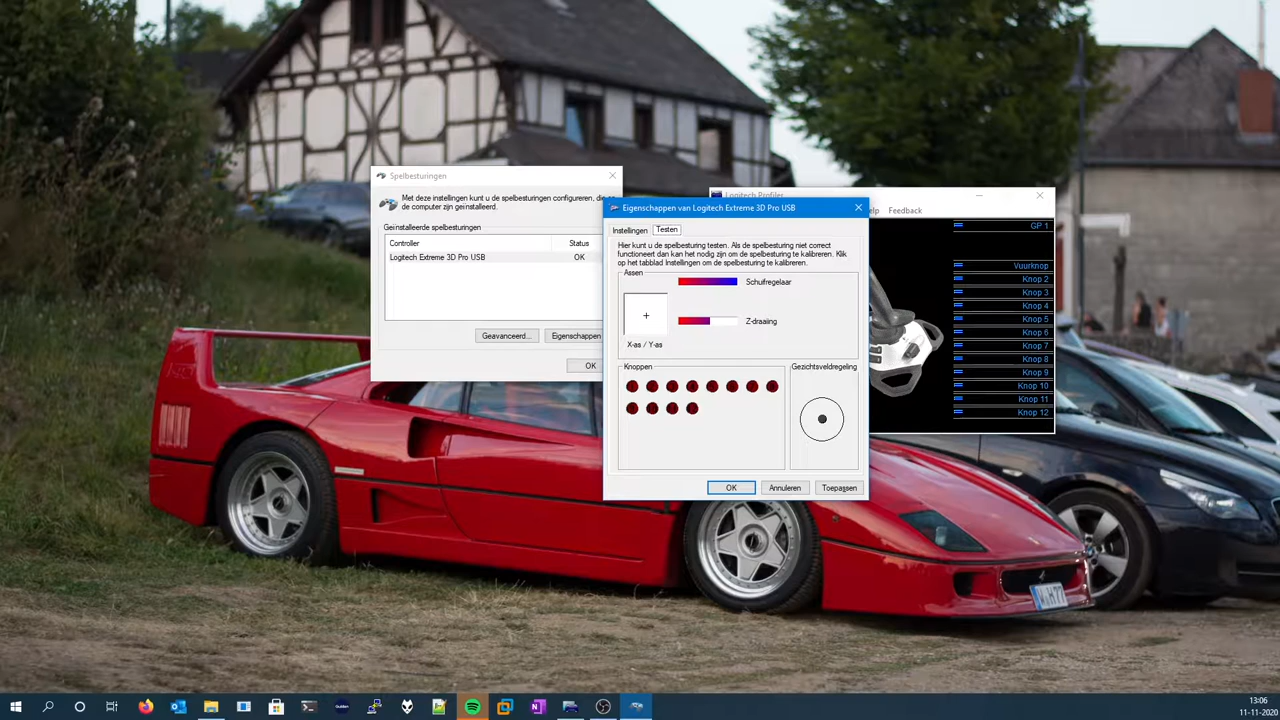 Spelbesturingen
Met deze instellingen kunt u de spelbesturingen configureren, die
de computer zijn geïnstalleerd.
Geïnstalleerde spelbesturingen
Controller
Status
Logitech Extreme 3D Pro USB
OK
Geavanceerd...
Eigenschappen
OK
Logitech Profiler
Feedback
GP 1
Vuurknop
Knop 2
Knop 3
Knop 4
Knop 5
Knop 6
Knop 7
Knop 8
Knop 9
Knop 10
Knop 11
Knop 12
Eigenschappen van Logitech Extreme 3D Pro USB
Instellingen
Testen
Hier kunt u de spelbesturing testen. Als de spelbesturing niet correct
functioneert dan kan het nodig zijn om de spelbesturing te kalibreren. Klik
op het tabblad Instellingen om de spelbesturing te kalibreren.
Assen
Schuifregelaar
Z-draaiing
X-as / Y-as
Knoppen
Gezichtsveldregeling
OK
Annuleren
Toepassen
13:06
11-11-2020